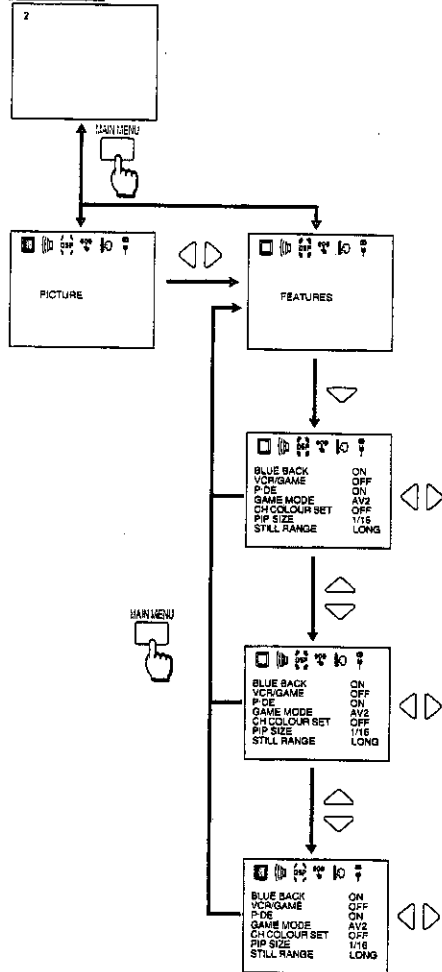 2
MAIN MENU
PICTURE
FEATURES
BLUE BACK ON
VCR/GAME OFF
P·DE ON
GAME MODE AV2
CH COLOUR SET OFF
PIP SIZE 1/16
STILL RANGE LONG
MAIN MENU
BLUE BACK ON
VCR/GAME OFF
P·DE ON
GAME MODE AV2
CH COLOUR SET OFF
PIP SIZE 1/16
STILL RANGE LONG
BLUE BACK ON
VCR/GAME OFF
P·DE ON
GAME MODE AV2
CH COLOUR SET OFF
PIP SIZE 1/16
STILL RANGE LONG